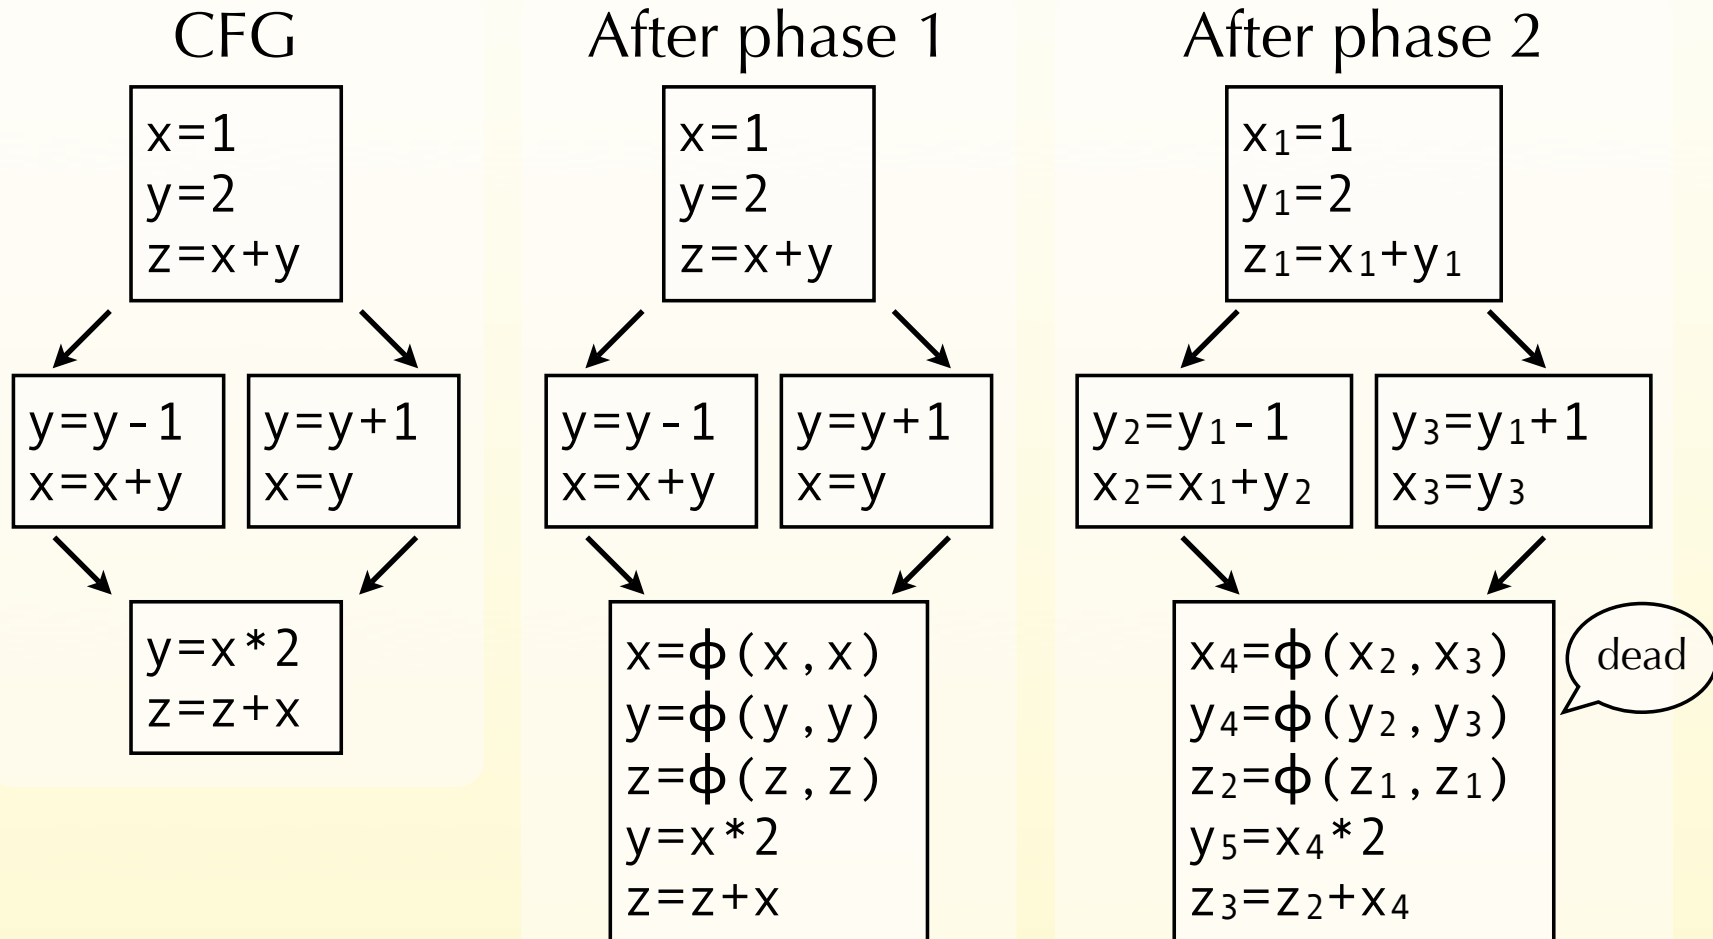 CFG
x=1
y=2
z=x+y
y=y-1
x=x+y
y=y+1
x=y
y=x*2
z=z+x
After phase 1
x=1
y=2
z=x+y
y=y-1
x=x+y
y=y+1
x=y
x=ϕ(x,x)
y=ϕ(y,y)
z=ϕ(z,z)
y=x*2
z=z+x
After phase 2
x₁=1
y₁=2
z₁=x₁+y₁
y₂=y₁-1
x₂=x₁+y₂
y₃=y₁+1
x₃=y₃
x₄=ϕ(x₂,x₃)
y₄=ϕ(y₂,y₃)
z₂=ϕ(z₁,z₁)
y₅=x₄*2
z₃=z₂+x₄
dead